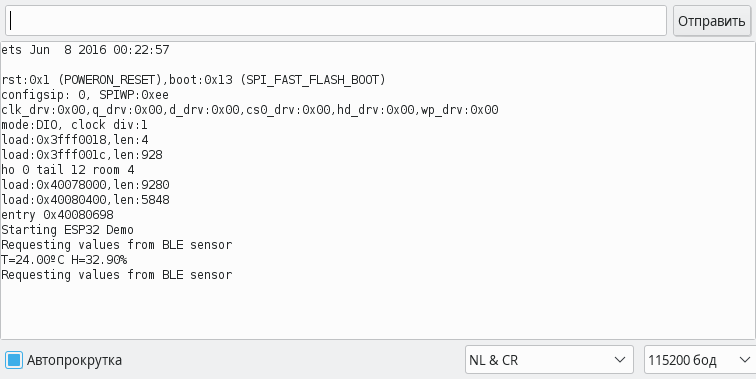 Отправить
ets Jun  8 2016 00:22:57
rst:0x1 (POWERON_RESET),boot:0x13 (SPI_FAST_FLASH_BOOT)
configsip: 0, SPIWP:0xee
clk_drv:0x00,q_drv:0x00,d_drv:0x00,cs0_drv:0x00,hd_drv:0x00,wp_drv:0x00
mode:DIO, clock div:1
load:0x3fff0018,len:4
load:0x3fff001c,len:928
ho 0 tail 12 room 4
load:0x40078000,len:9280
load:0x40080400,len:5848
entry 0x40080698
Starting ESP32 Demo
Requesting values from BLE sensor
T=24.00ºC H=32.90%
Requesting values from BLE sensor
Автопрокрутка
NL & CR
115200 бод